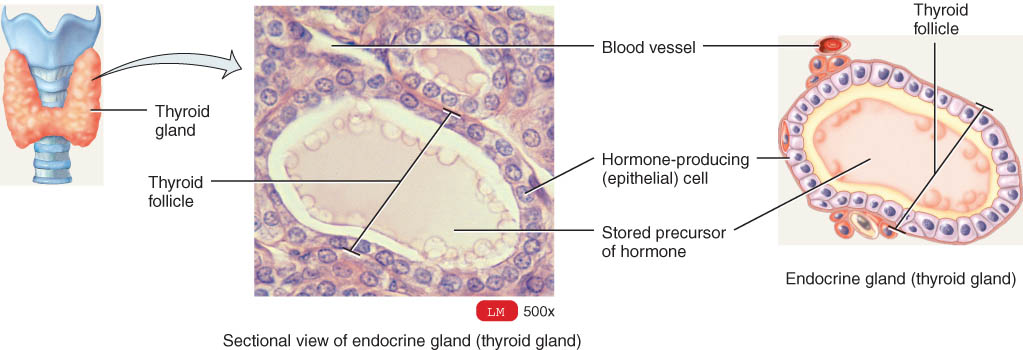 Thyroid
gland
Thyroid
follicle
Blood vessel
Hormone-producing
(epithelial) cell
Stored precursor
of hormone
LM 500x
Sectional view of endocrine gland (thyroid gland)
Thyroid
follicle
Endocrine gland (thyroid gland)